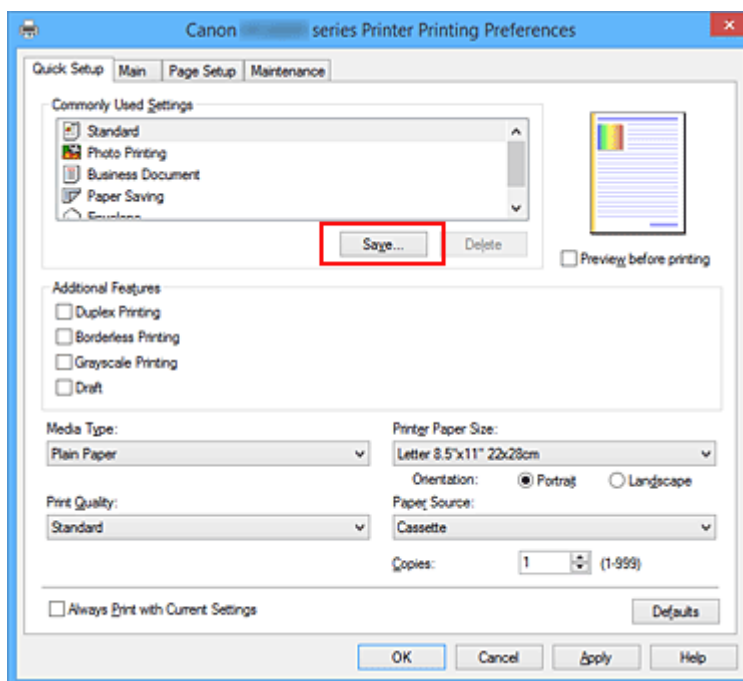 Canon series Printer Printing Preferences
Quick Setup Main Page Setup Maintenance
Commonly Used Settings
Standard
Photo Printing
Business Document
Paper Saving
Envelope
Save... Delete
Preview before printing
Additional Features
Duplex Printing
Borderless Printing
Grayscale Printing
Draft
Media Type:
Plain Paper
Printer Paper Size:
Letter 8.5"x11" 22x28cm
Orientation: Portrait Landscape
Print Quality:
Standard
Paper Source:
Cassette
Copies: 1 (1-999)
Always Print with Current Settings
Defaults
OK Cancel Apply Help